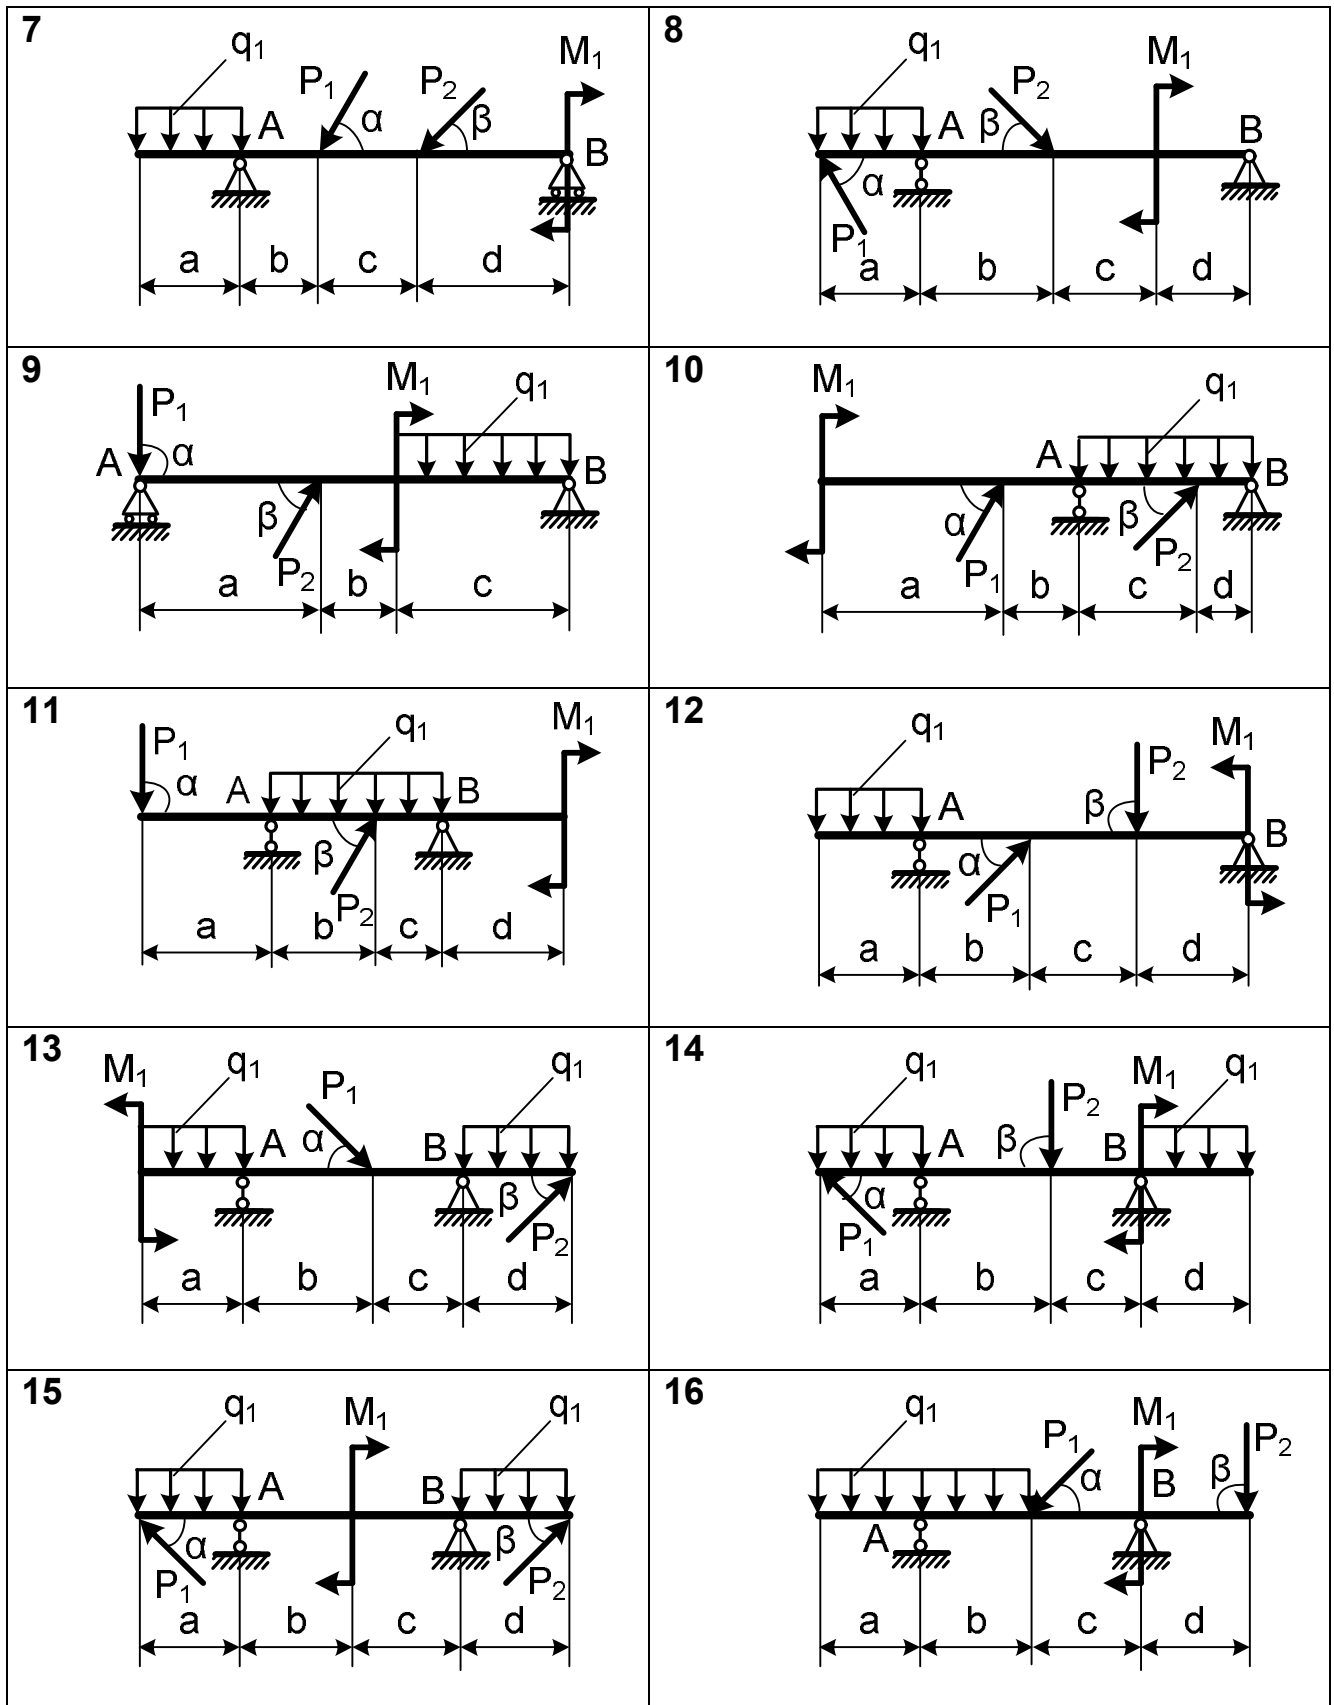 7
q₁
P₁
α
P₂
β
M₁
A
B
a b c d
8
q₁
P₂
β
M₁
A
B
α
P₁
a b c d
9
P₁
α
A
M₁
q₁
B
β
P₂
a b c
10
M₁
q₁
A
B
α
P₁
β
P₂
a b c d
11
P₁
α
A
q₁
B
M₁
β
P₂
a b c d
12
q₁
A
P₂
β
M₁
B
α
P₁
a b c d
13
M₁
q₁
P₁
α
A
q₁
B
β
P₂
a b c d
14
q₁
A
P₂
β
M₁
q₁
B
α
P₁
a b c d
15
q₁
A
M₁
q₁
B
α
P₁
β
P₂
a b c d
16
q₁
P₁
α
M₁
B
P₂
β
A
a b c d